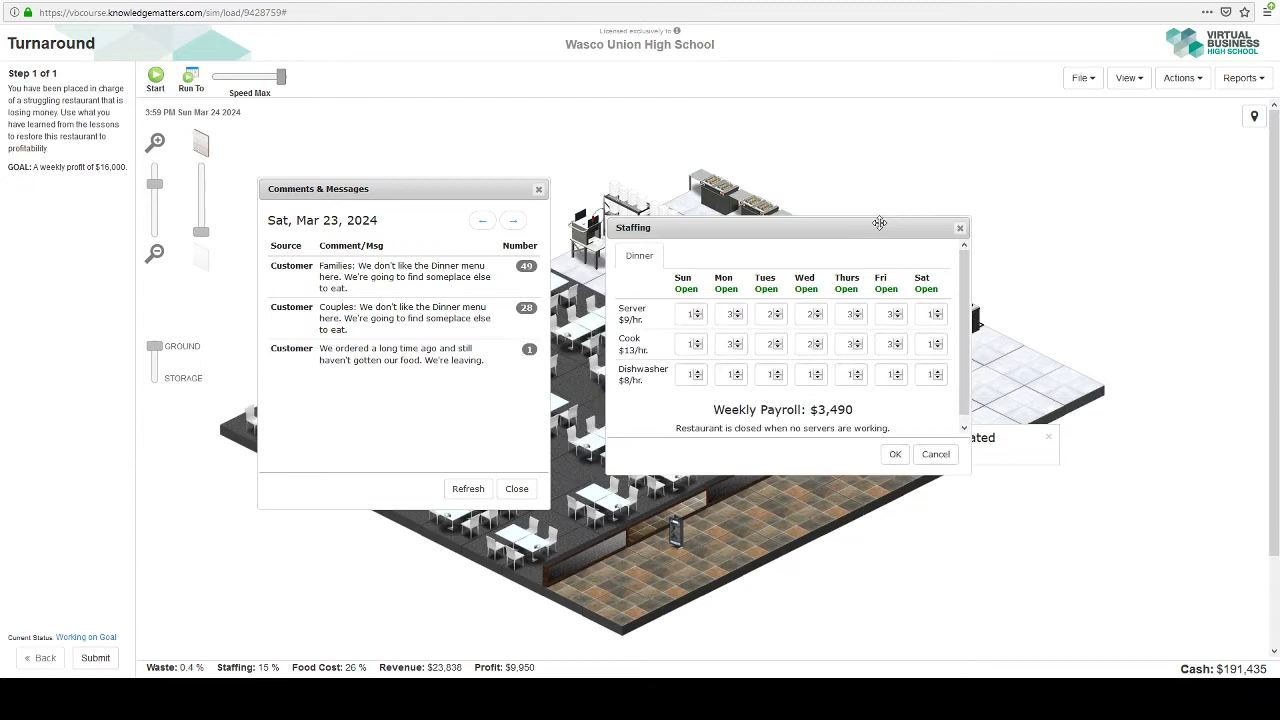 https://vbcourse.knowledgematters.com/sim/load/9428759#
Turnaround
Licensed exclusively to
Wasco Union High School
VIRTUAL
BUSINESS
HIGH SCHOOL
Step 1 of 1
You have been placed in charge
of a struggling restaurant that is
losing money. Use what you
have learned from the lessons
to restore this restaurant to
profitability.
GOAL: A weekly profit of $16,000.
Start
Run To
Speed Max
File
View
Actions
Reports
3:59 PM Sun Mar 24 2024
GROUND
STORAGE
Comments & Messages
Sat, Mar 23, 2024
← →
Source Comment/Msg Number
Customer Families: We don't like the Dinner menu 49
here. We're going to find someplace else
to eat.
Customer Couples: We don't like the Dinner menu 28
here. We're going to find someplace else
to eat.
Customer We ordered a long time ago and still 1
haven't gotten our food. We're leaving.
Refresh Close
Staffing
Dinner
Sun Mon Tues Wed Thurs Fri Sat
Open Open Open Open Open Open Open
Server 1 3 2 2 3 3 1
$9/hr.
Cook 1 3 2 2 3 3 1
$13/hr.
Dishwasher 1 1 1 1 1 1 1
$8/hr.
Weekly Payroll: $3,490
Restaurant is closed when no servers are working.
OK Cancel
ated
Current Status: Working on Goal
« Back Submit
Waste: 0.4 % Staffing: 15 % Food Cost: 26 % Revenue: $23,838 Profit: $9,950
Cash: $191,435